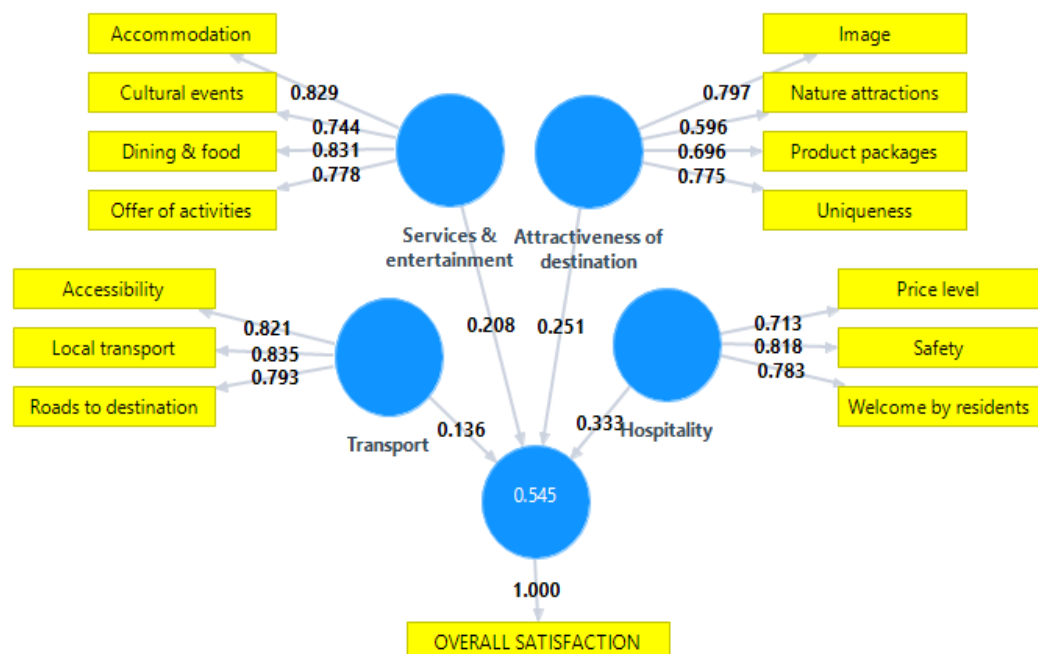 Accommodation
Image
0.829
0.797
Cultural events
Nature attractions
0.744
0.596
Dining & food
0.831
0.696
Product packages
0.778
0.775
Offer of activities
Uniqueness
Services &
entertainment
Attractiveness of
destination
Accessibility
Price level
0.821
0.208
0.251
0.713
Local transport
0.835
0.818
Safety
0.793
0.783
Roads to destination
Welcome by residents
Transport
0.136
0.333
Hospitality
0.545
1.000
OVERALL SATISFACTION